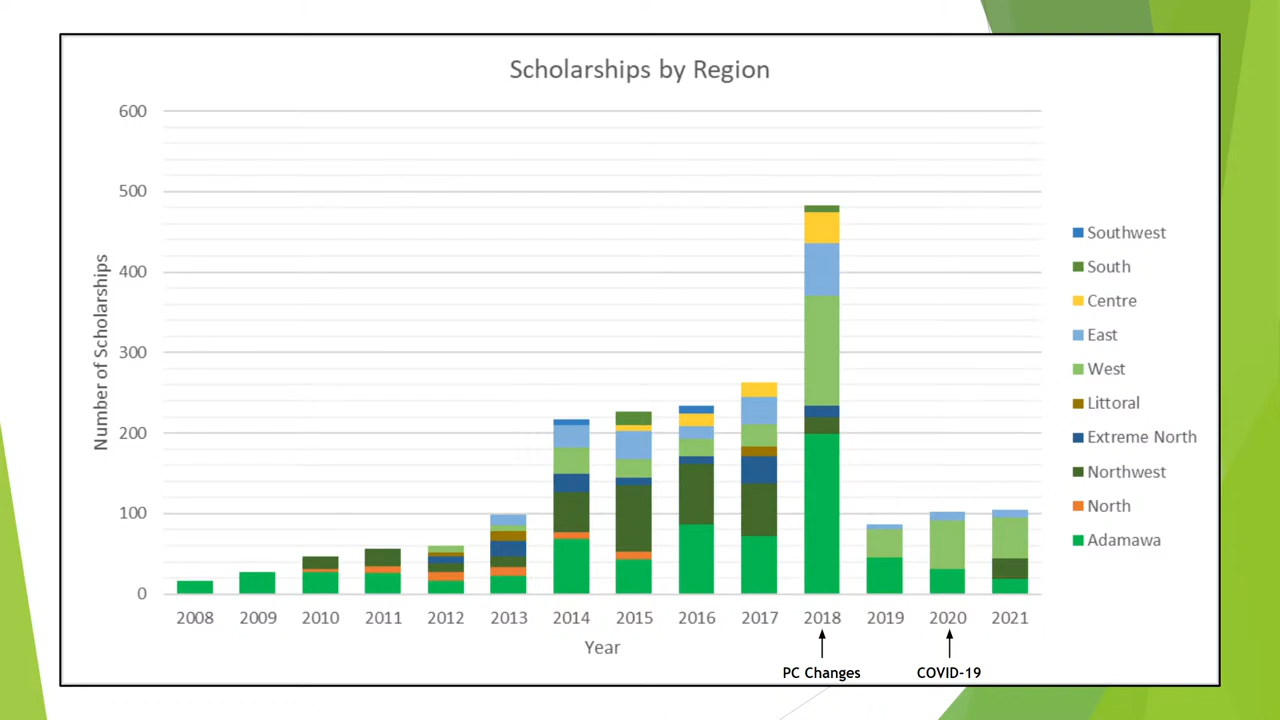 Scholarships by Region
600
500
400
300
200
100
0
Number of Scholarships
2008 2009 2010 2011 2012 2013 2014 2015 2016 2017 2018 2019 2020 2021
Year
PC Changes COVID-19
Southwest
South
Centre
East
West
Littoral
Extreme North
Northwest
North
Adamawa